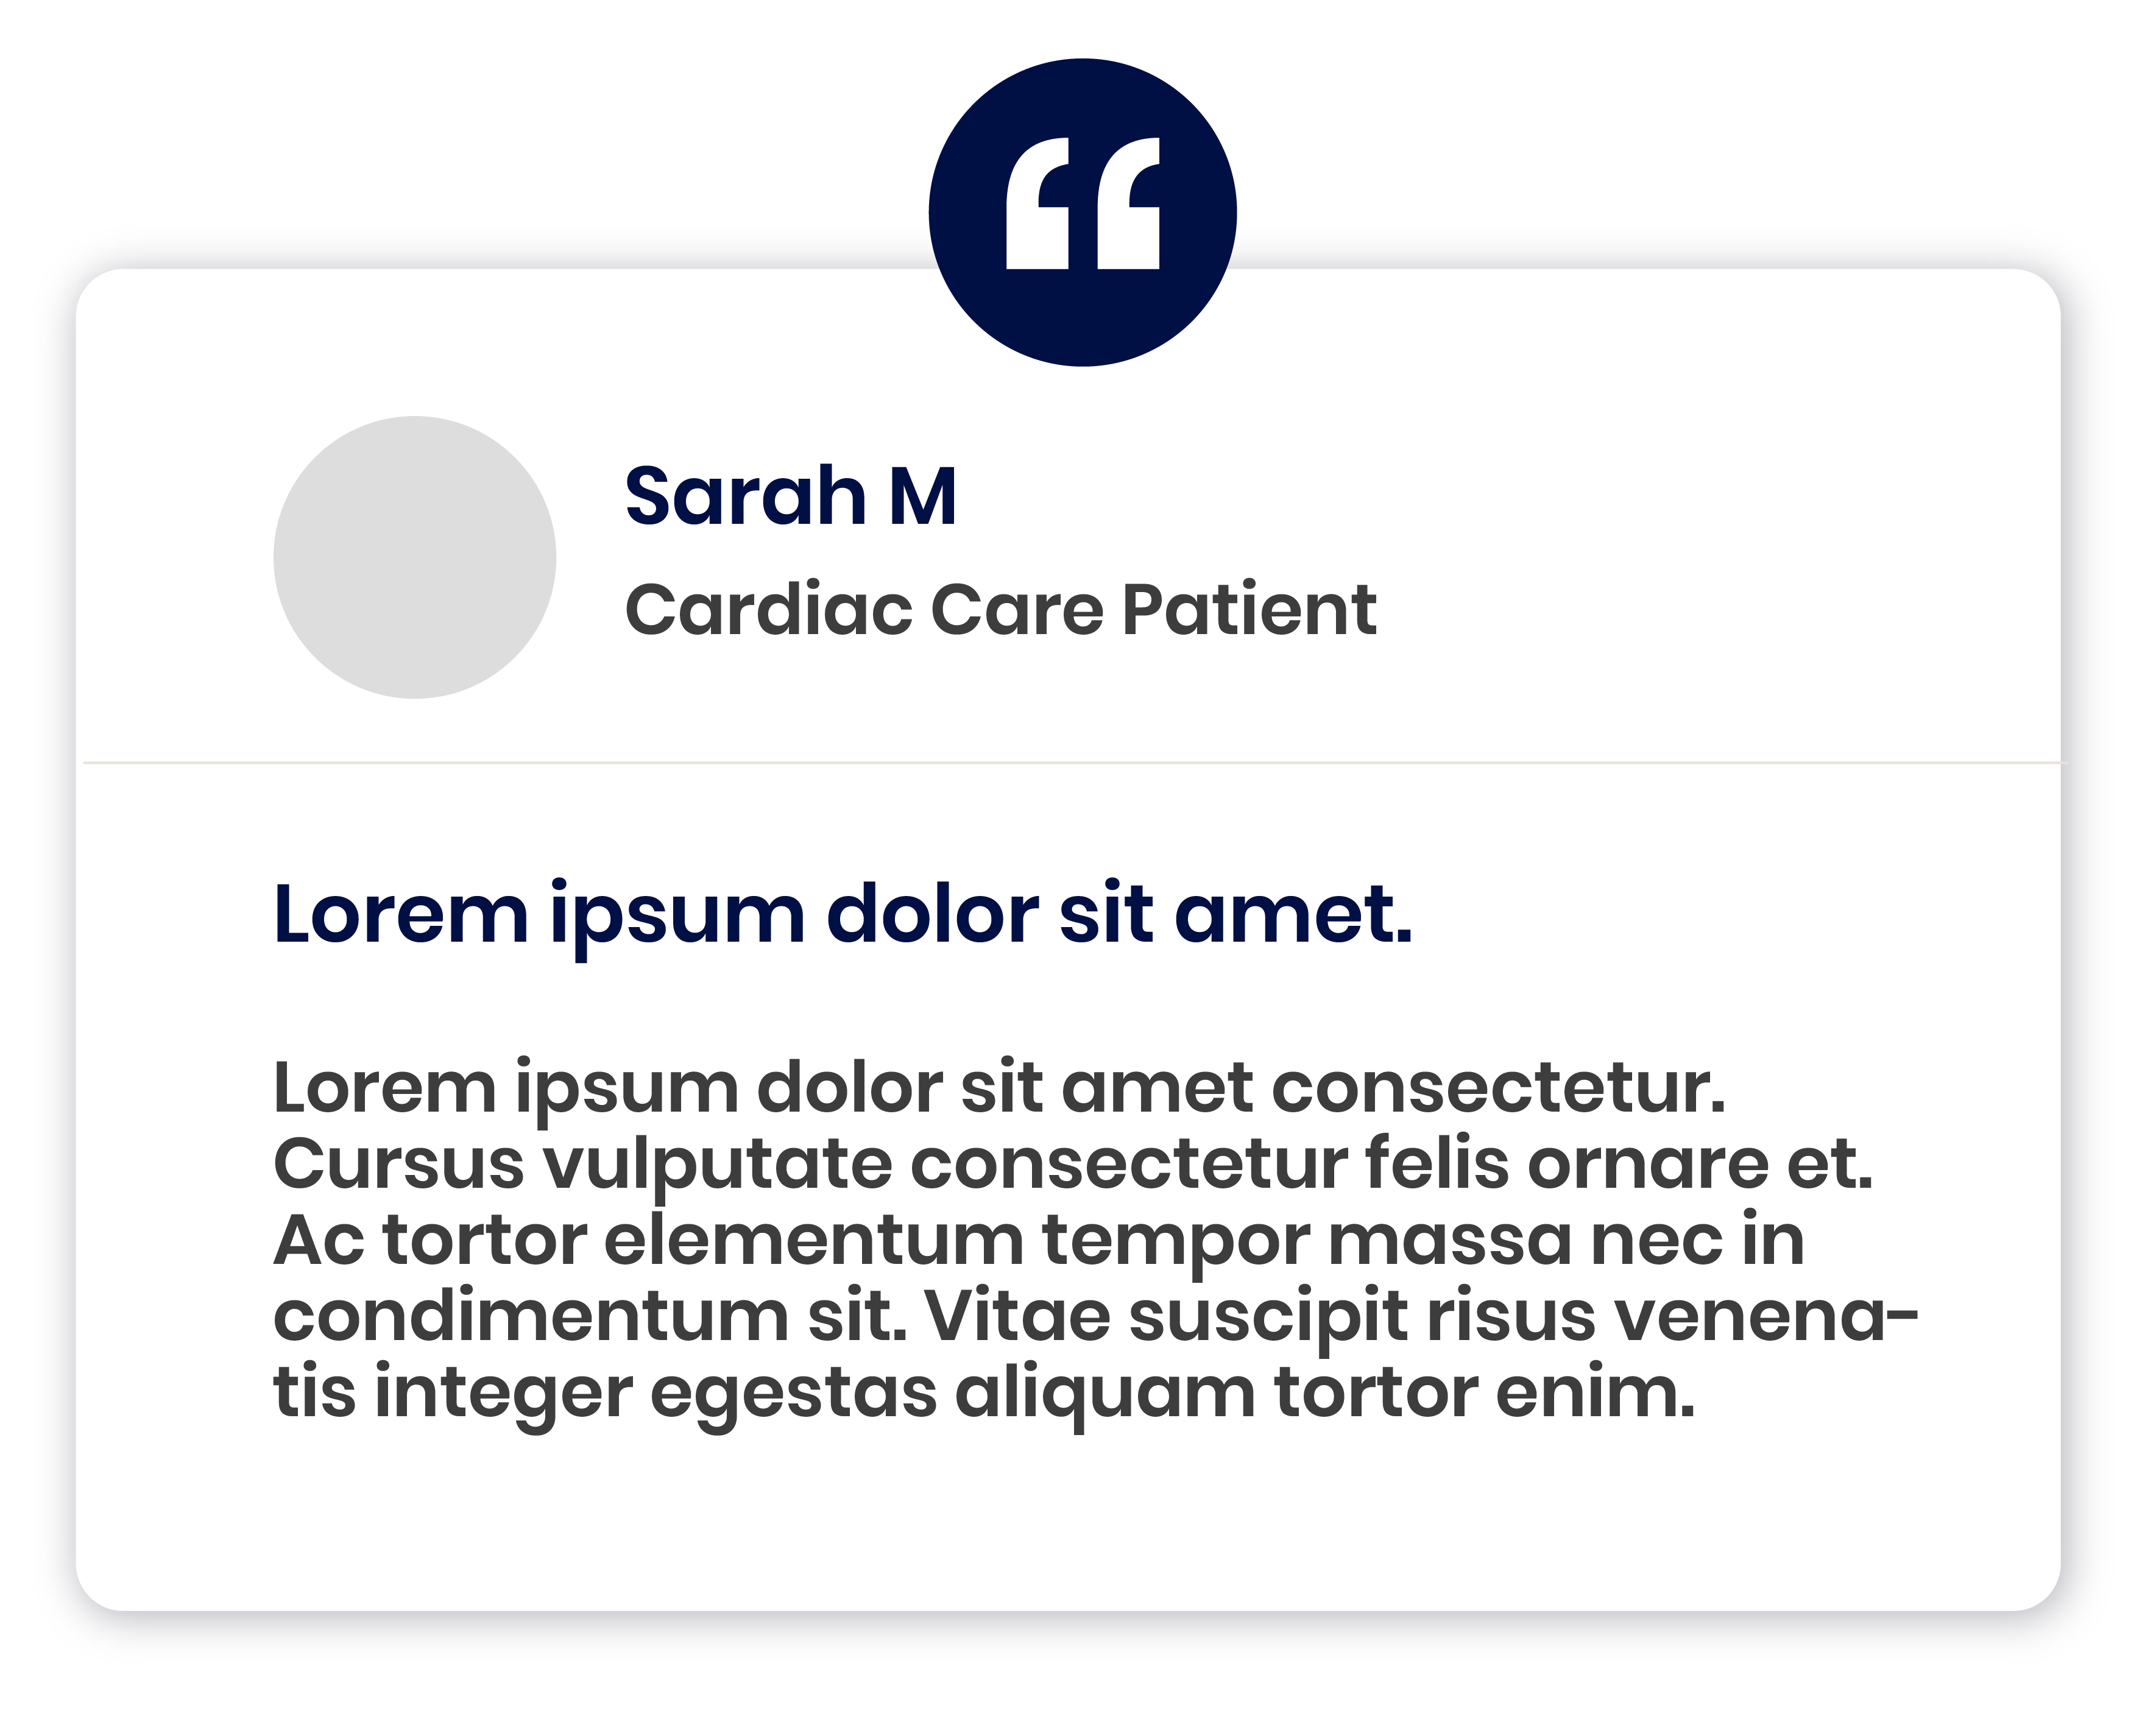 “
Sarah M
Cardiac Care Patient
Lorem ipsum dolor sit amet.
Lorem ipsum dolor sit amet consectetur.
Cursus vulputate consectetur felis ornare et.
Ac tortor elementum tempor massa nec in
condimentum sit. Vitae suscipit risus venena-
tis integer egestas aliquam tortor enim.